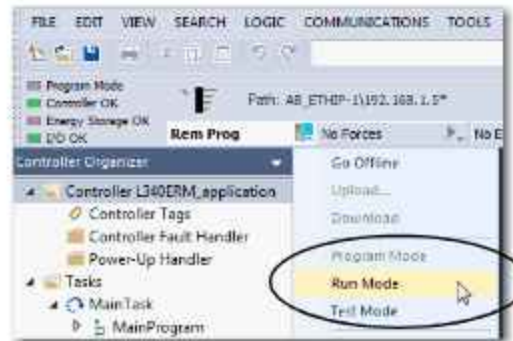 FILE EDIT VIEW SEARCH LOGIC COMMUNICATIONS TOOLS
Program Mode
Controller OK
Energy Storage OK
I/O OK
Path: AB_ETHIP-1\192.168.1.5*
Rem Prog
No Forces
No E
Controller Organizer
Go Offline
Controller L340ERM_application
Upload...
Controller Tags
Download
Controller Fault Handler
Program Mode
Power-Up Handler
Run Mode
Tasks
Test Mode
MainTask
MainProgram